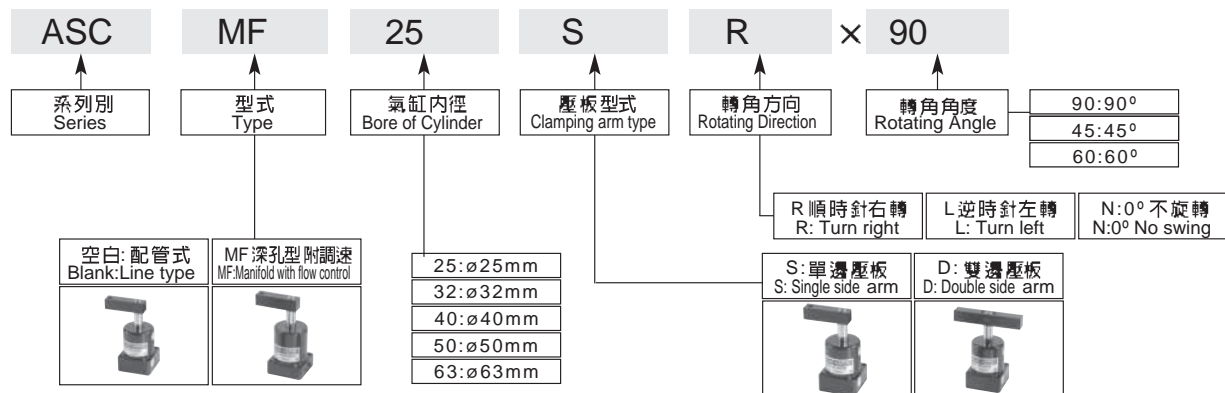 ASC MF 25 S R × 90
系列別
Series
型式
Type
氣缸內徑
Bore of Cylinder
壓板型式
Clamping arm type
轉角方向
Rotating Direction
轉角角度
Rotating Angle
90:90º
45:45º
60:60º
R順時針右轉
R: Turn right
L逆時針左轉
L: Turn left
N:0º 不旋轉
N:0º No swing
空白: 配管式
Blank:Line type
MF 深孔型附調速
MF:Manifold with flow control
25:ø25mm
32:ø32mm
40:ø40mm
50:ø50mm
63:ø63mm
S:單邊壓板
S: Single side arm
D: 雙邊壓板
D: Double side arm